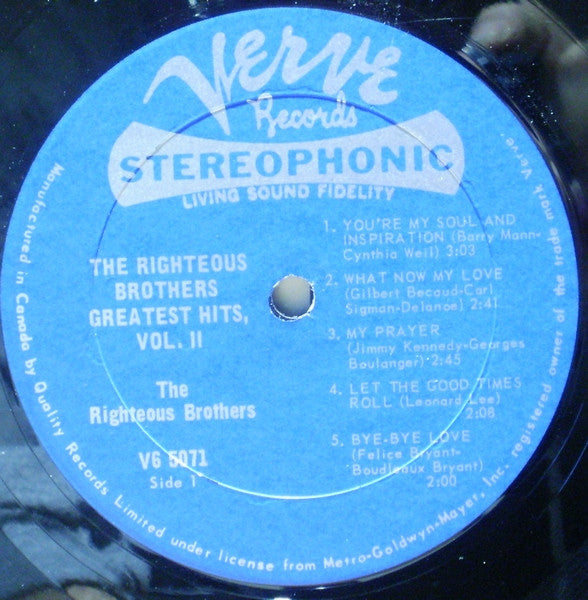 Verve
Records
STEREOPHONIC
LIVING SOUND FIDELITY
THE RIGHTEOUS
BROTHERS
GREATEST HITS,
VOL. II
The
Righteous Brothers
V6 5071
Side 1
1. YOU'RE MY SOUL AND
INSPIRATION (Barry Mann-
Cynthia Weil) 3:03
2. WHAT NOW MY LOVE
(Gilbert Becaud-Carl
Sigman-Delanoe) 2:41
3. MY PRAYER
(Jimmy Kennedy-Georges
Boulanger) 2:45
4. LET THE GOOD TIMES
ROLL (Leonard Lee)
2:08
5. BYE-BYE LOVE
(Felice Bryant-
Boudleaux Bryant)
2:00
Manufactured in Canada by Quality Records Limited under license from Metro-Goldwyn-Mayer, Inc. registered owner of the trade mark Verve.